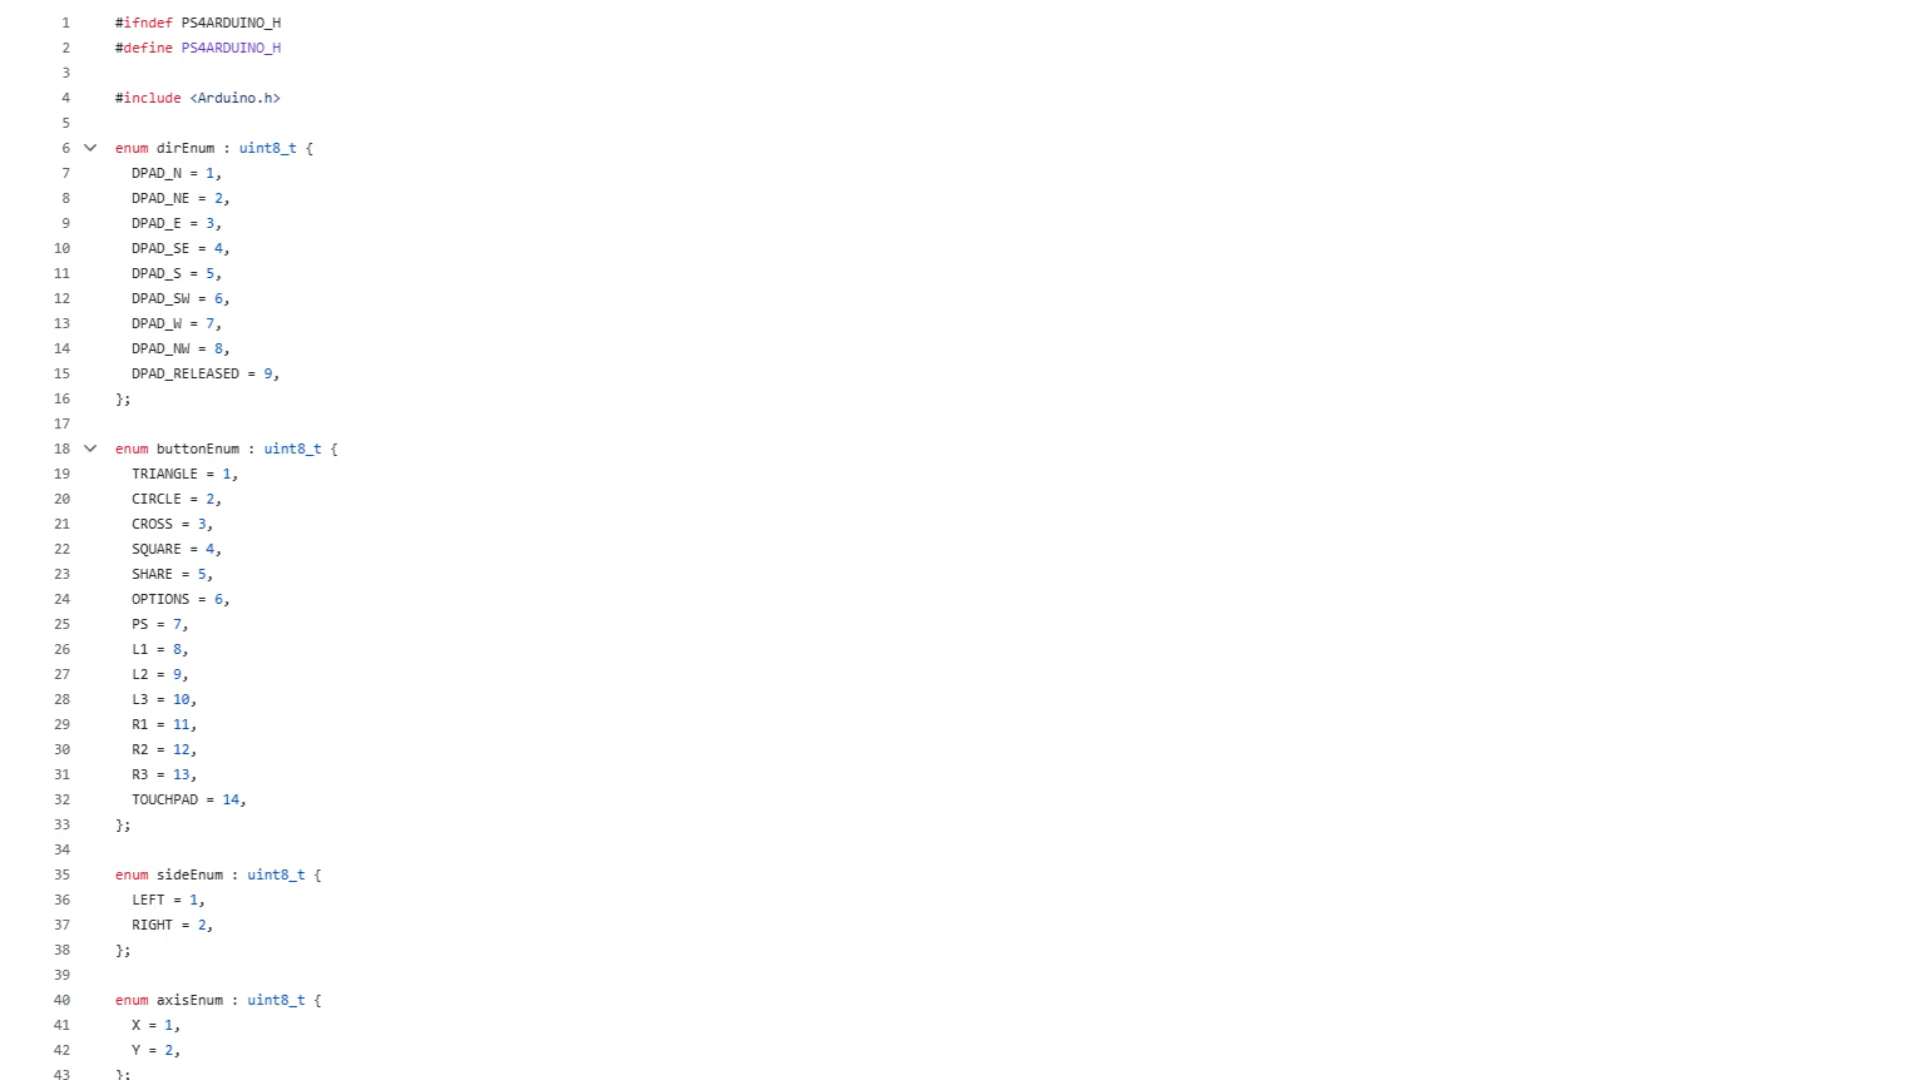 1 #ifndef PS4ARDUINO_H
2 #define PS4ARDUINO_H
3
4 #include <Arduino.h>
5
6 enum dirEnum : uint8_t {
7 DPAD_N = 1,
8 DPAD_NE = 2,
9 DPAD_E = 3,
10 DPAD_SE = 4,
11 DPAD_S = 5,
12 DPAD_SW = 6,
13 DPAD_W = 7,
14 DPAD_NW = 8,
15 DPAD_RELEASED = 9,
16 };
17
18 enum buttonEnum : uint8_t {
19 TRIANGLE = 1,
20 CIRCLE = 2,
21 CROSS = 3,
22 SQUARE = 4,
23 SHARE = 5,
24 OPTIONS = 6,
25 PS = 7,
26 L1 = 8,
27 L2 = 9,
28 L3 = 10,
29 R1 = 11,
30 R2 = 12,
31 R3 = 13,
32 TOUCHPAD = 14,
33 };
34
35 enum sideEnum : uint8_t {
36 LEFT = 1,
37 RIGHT = 2,
38 };
39
40 enum axisEnum : uint8_t {
41 X = 1,
42 Y = 2,
43 };